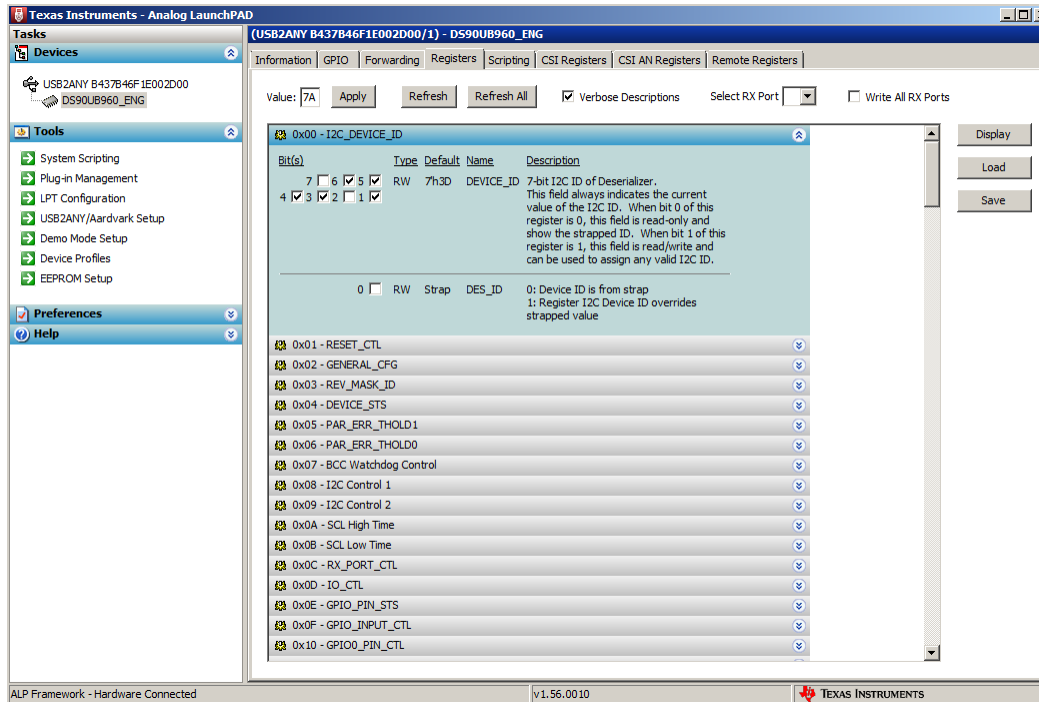 Texas Instruments - Analog LaunchPAD
Tasks
Devices
USB2ANY B437B46F1E002D00
DS90UB960_ENG
Tools
System Scripting
Plug-in Management
LPT Configuration
USB2ANY/Aardvark Setup
Demo Mode Setup
Device Profiles
EEPROM Setup
Preferences
Help
(USB2ANY B437B46F1E002D00/1) - DS90UB960_ENG
Information GPIO Forwarding Registers Scripting CSI Registers CSI AN Registers Remote Registers
Value: 7A Apply Refresh Refresh All Verbose Descriptions Select RX Port Write All RX Ports
0x00 - I2C_DEVICE_ID
Bit(s) Type Default Name Description
7 6 5 RW 7'h3D DEVICE_ID 7-bit I2C ID of Deserializer.
4 3 2 1 This field always indicates the current
value of the I2C ID. When bit 0 of this
register is 0, this field is read-only and
show the strapped ID. When bit 1 of this
register is 1, this field is read/write and
can be used to assign any valid I2C ID.
0 RW Strap DES_ID 0: Device ID is from strap
1: Register I2C Device ID overrides
strapped value
0x01 - RESET_CTL
0x02 - GENERAL_CFG
0x03 - REV_MASK_ID
0x04 - DEVICE_STS
0x05 - PAR_ERR_THOLD1
0x06 - PAR_ERR_THOLD0
0x07 - BCC Watchdog Control
0x08 - I2C Control 1
0x09 - I2C Control 2
0x0A - SCL High Time
0x0B - SCL Low Time
0x0C - RX_PORT_CTL
0x0D - IO_CTL
0x0E - GPIO_PIN_STS
0x0F - GPIO_INPUT_CTL
0x10 - GPIO0_PIN_CTL
Display
Load
Save
ALP Framework - Hardware Connected
v1.56.0010
TEXAS INSTRUMENTS